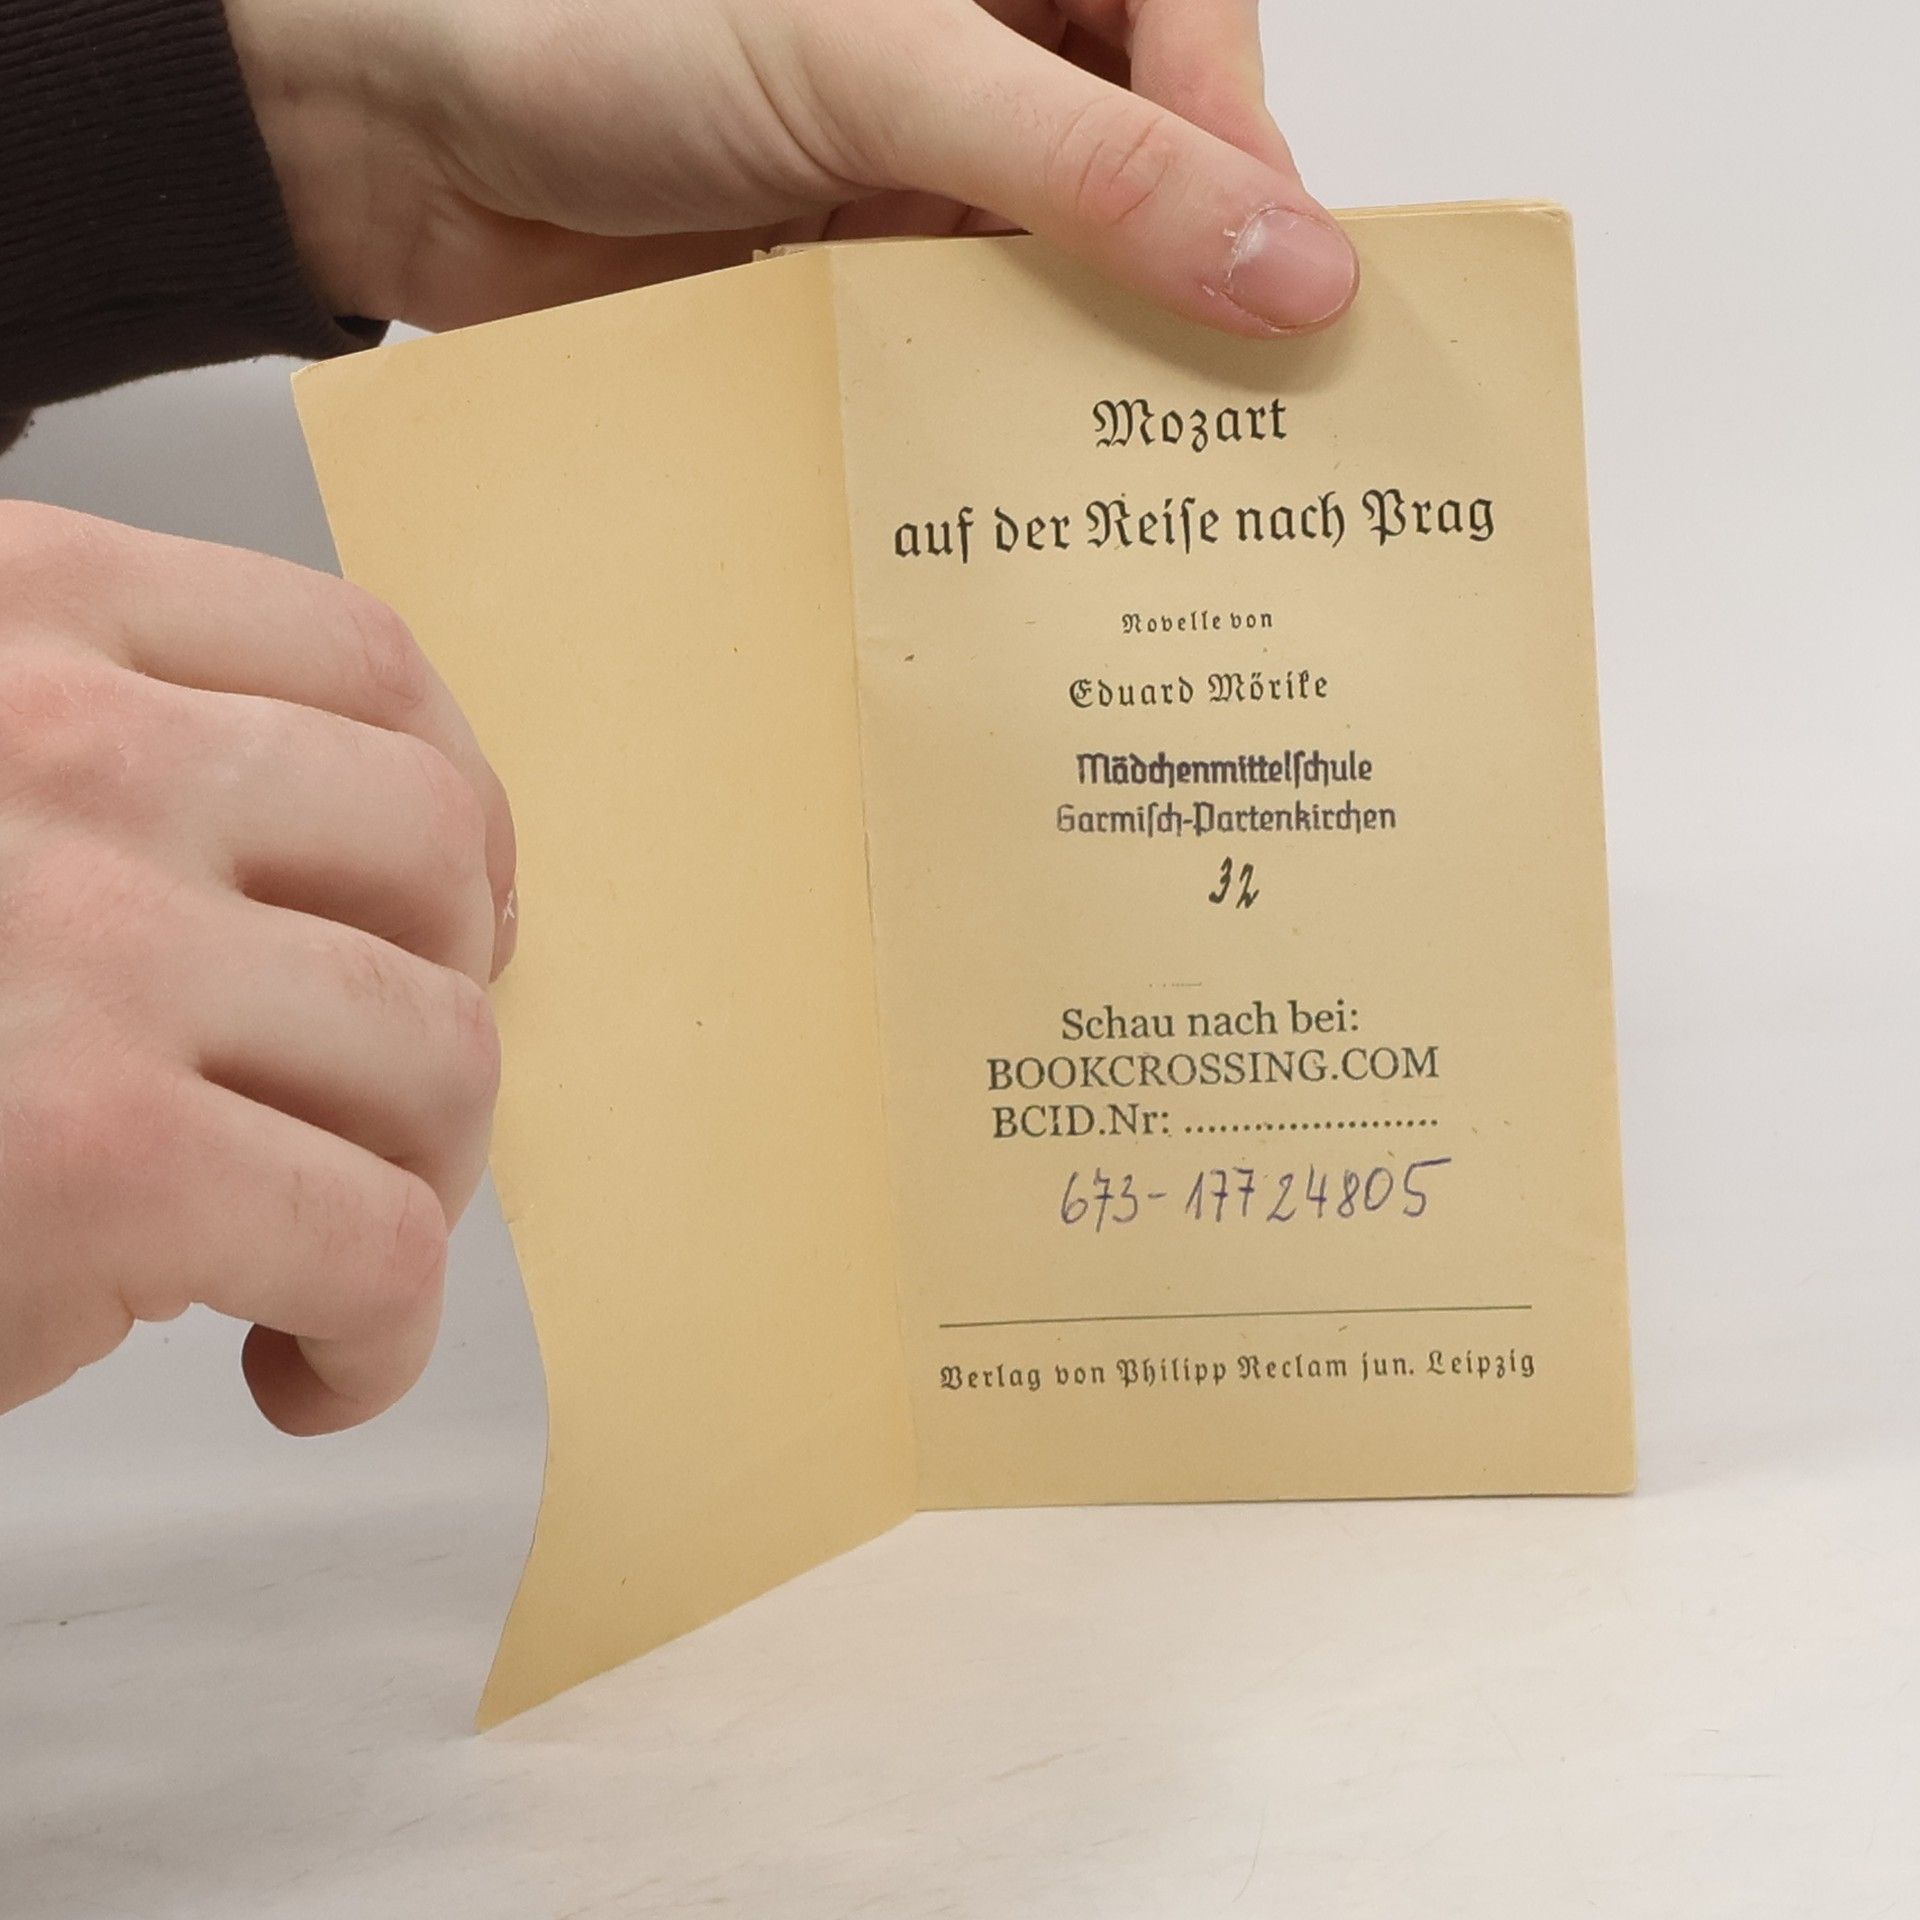 Mozart
auf der Reiſe nach Prag
Novelle von
Eduard Mörike
Mädchenmittelſchule
Garmiſch-Partenkirchen
32
Schau nach bei:
BOOKCROSSING.COM
BCID.Nr: ......................
673-17724805
Verlag von Philipp Reclam jun. Leipzig